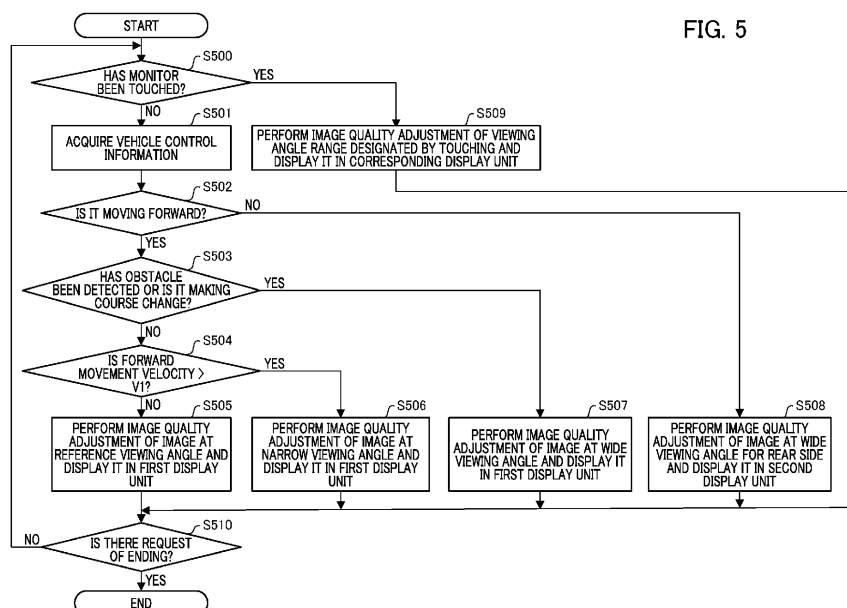 FIG. 5
START
S500
HAS MONITOR
BEEN TOUCHED?
YES
NO
S501
ACQUIRE VEHICLE CONTROL
INFORMATION
S509
PERFORM IMAGE QUALITY ADJUSTMENT OF VIEWING
ANGLE RANGE DESIGNATED BY TOUCHING AND
DISPLAY IT IN CORRESPONDING DISPLAY UNIT
S502
IS IT MOVING FORWARD?
NO
YES
S503
HAS OBSTACLE
BEEN DETECTED OR IS IT MAKING
COURSE CHANGE?
YES
NO
S504
IS FORWARD
MOVEMENT VELOCITY >
V1?
YES
NO
S505
PERFORM IMAGE QUALITY
ADJUSTMENT OF IMAGE AT
REFERENCE VIEWING ANGLE AND
DISPLAY IT IN FIRST DISPLAY
UNIT
S506
PERFORM IMAGE QUALITY
ADJUSTMENT OF IMAGE AT
NARROW VIEWING ANGLE AND
DISPLAY IT IN FIRST DISPLAY
UNIT
S507
PERFORM IMAGE QUALITY
ADJUSTMENT OF IMAGE AT WIDE
VIEWING ANGLE AND DISPLAY IT
IN FIRST DISPLAY UNIT
S508
PERFORM IMAGE QUALITY
ADJUSTMENT OF IMAGE AT WIDE
VIEWING ANGLE FOR REAR SIDE
AND DISPLAY IT IN SECOND
DISPLAY UNIT
S510
IS THERE REQUEST
OF ENDING?
NO
YES
END